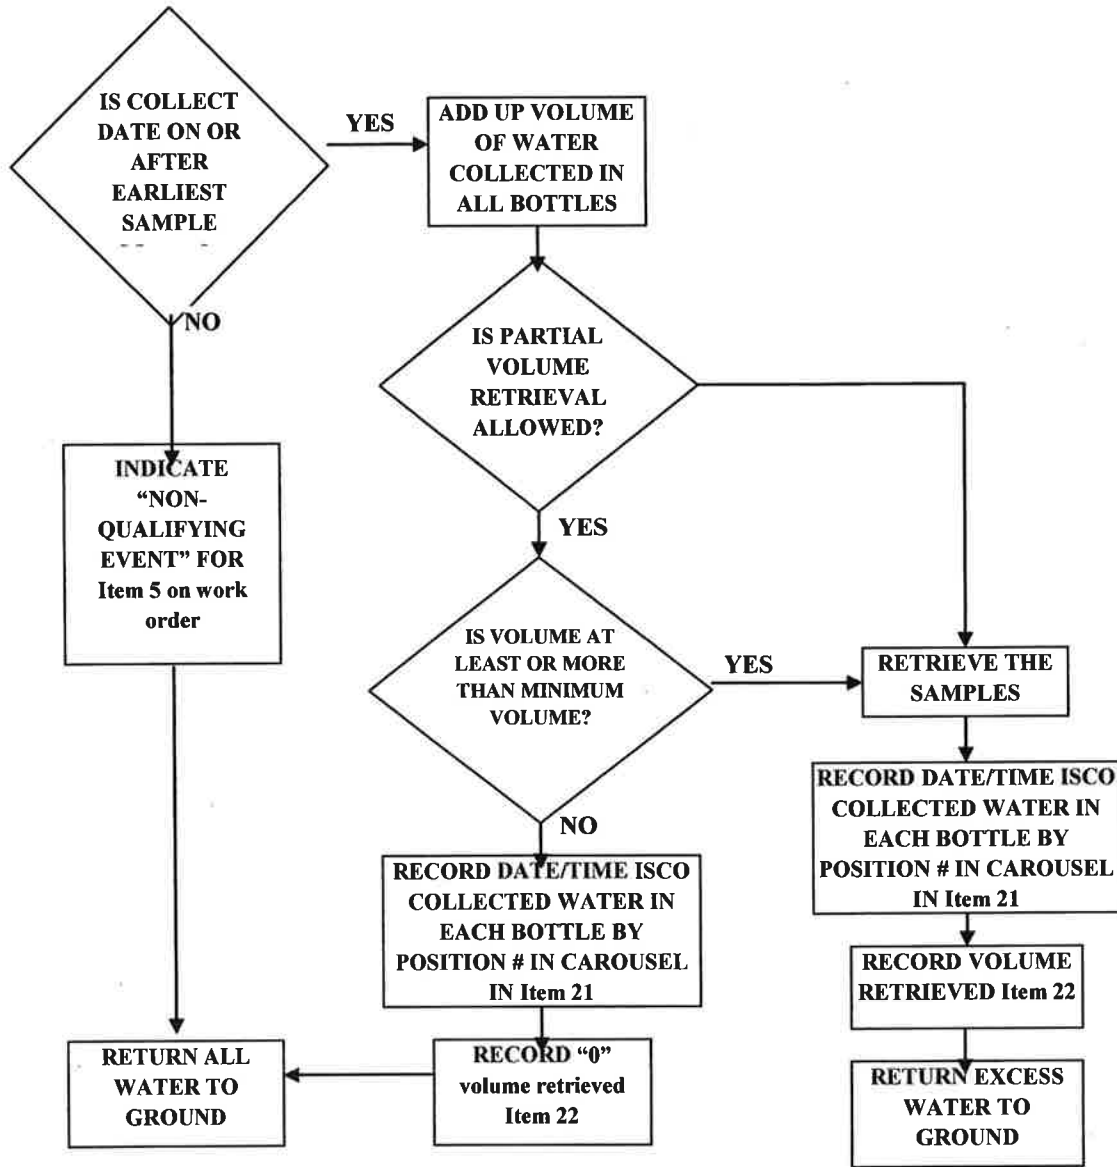 IS COLLECT
DATE ON OR
AFTER
EARLIEST
SAMPLE
YES
ADD UP VOLUME
OF WATER
COLLECTED IN
ALL BOTTLES
NO
IS PARTIAL
VOLUME
RETRIEVAL
ALLOWED?
INDICATE
“NON-
QUALIFYING
EVENT” FOR
Item 5 on work
order
YES
IS VOLUME AT
LEAST OR MORE
THAN MINIMUM
VOLUME?
YES
RETRIEVE THE
SAMPLES
NO
RECORD DATE/TIME ISCO
COLLECTED WATER IN
EACH BOTTLE BY
POSITION # IN CAROUSEL
IN Item 21
RECORD DATE/TIME ISCO
COLLECTED WATER IN
EACH BOTTLE BY
POSITION # IN CAROUSEL
IN Item 21
RECORD VOLUME
RETRIEVED Item 22
RETURN ALL
WATER TO
GROUND
RECORD “0”
volume retrieved
Item 22
RETURN EXCESS
WATER TO
GROUND